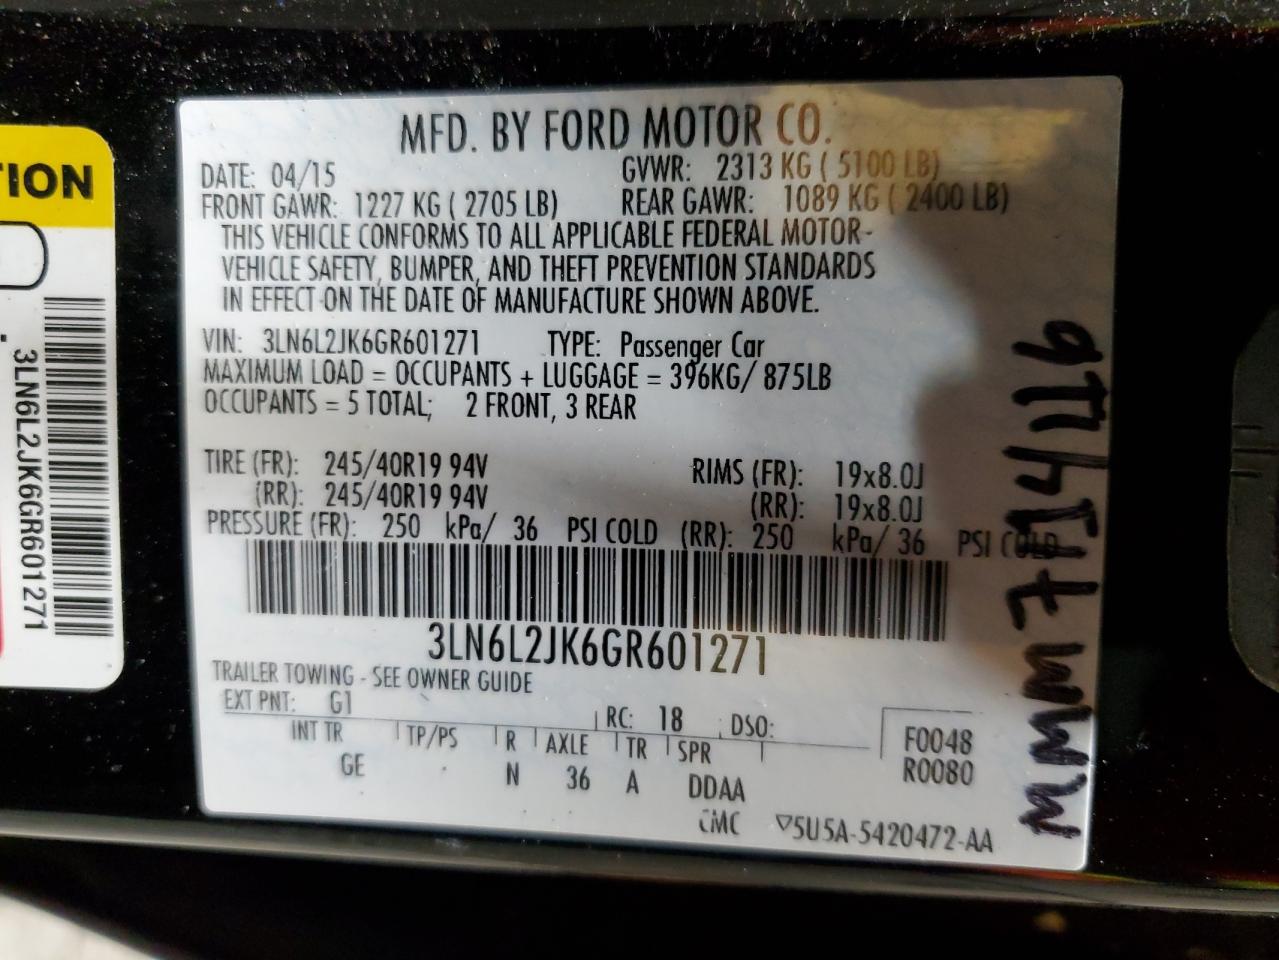 MFD. BY FORD MOTOR CO.
DATE: 04/15 GVWR: 2313 KG ( 5100 LB)
FRONT GAWR: 1227 KG ( 2705 LB) REAR GAWR: 1089 KG ( 2400 LB)
THIS VEHICLE CONFORMS TO ALL APPLICABLE FEDERAL MOTOR-
VEHICLE SAFETY, BUMPER, AND THEFT PREVENTION STANDARDS
IN EFFECT ON THE DATE OF MANUFACTURE SHOWN ABOVE.
VIN: 3LN6L2JK6GR601271 TYPE: Passenger Car
MAXIMUM LOAD = OCCUPANTS + LUGGAGE = 396KG/ 875LB
OCCUPANTS = 5 TOTAL; 2 FRONT, 3 REAR
TIRE (FR): 245/40R19 94V RIMS (FR): 19x8.0J
(RR): 245/40R19 94V (RR): 19x8.0J
PRESSURE (FR): 250 kPa/ 36 PSI COLD (RR): 250 kPa/ 36 PSI COLD
3LN6L2JK6GR601271
TRAILER TOWING - SEE OWNER GUIDE
EXT PNT: G1 RC: 18 DSO:
INT TR TP/PS R AXLE TR SPR F0048
GE N 36 A DDAA R0080
CMC ▽5U5A-5420472-AA
TION
3LN6L2JK6GR601271